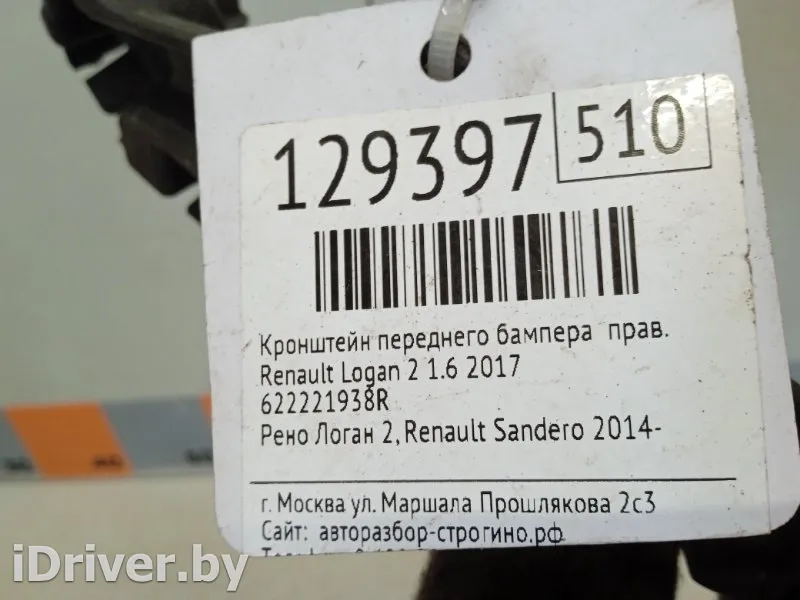 129397 510
Кронштейн переднего бампера прав.
Renault Logan 2 1.6 2017
622221938R
Рено Логан 2, Renault Sandero 2014-
г. Москва ул. Маршала Прошлякова 2с3
Сайт: авторазбор-строгино.рф
iDriver.by